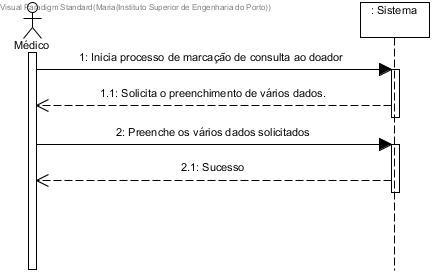 Visual Paradigm Standard(Maria(Instituto Superior de Engenharia do Porto))
: Sistema
Médico
1: Inicia processo de marcação de consulta ao doador
1.1: Solicita o preenchimento de vários dados.
2: Preenche os vários dados solicitados
2.1: Sucesso